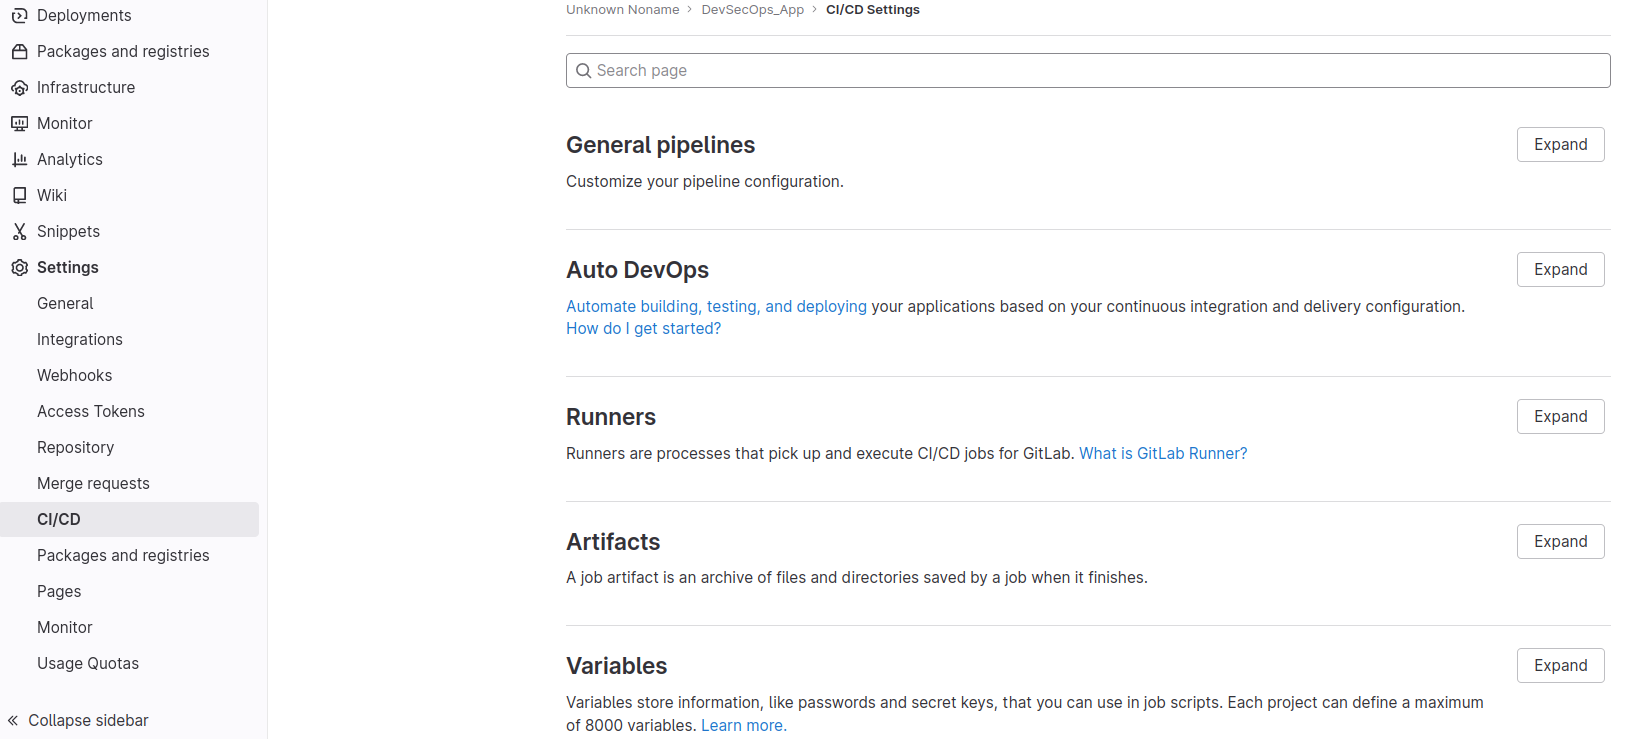 Deployments
Packages and registries
Infrastructure
Monitor
Analytics
Wiki
Snippets
Settings
General
Integrations
Webhooks
Access Tokens
Repository
Merge requests
CI/CD
Packages and registries
Pages
Monitor
Usage Quotas
« Collapse sidebar
Unknown Noname › DevSecOps_App › CI/CD Settings
Search page
General pipelines
Expand
Customize your pipeline configuration.
Auto DevOps
Expand
Automate building, testing, and deploying your applications based on your continuous integration and delivery configuration.
How do I get started?
Runners
Expand
Runners are processes that pick up and execute CI/CD jobs for GitLab. What is GitLab Runner?
Artifacts
Expand
A job artifact is an archive of files and directories saved by a job when it finishes.
Variables
Expand
Variables store information, like passwords and secret keys, that you can use in job scripts. Each project can define a maximum
of 8000 variables. Learn more.